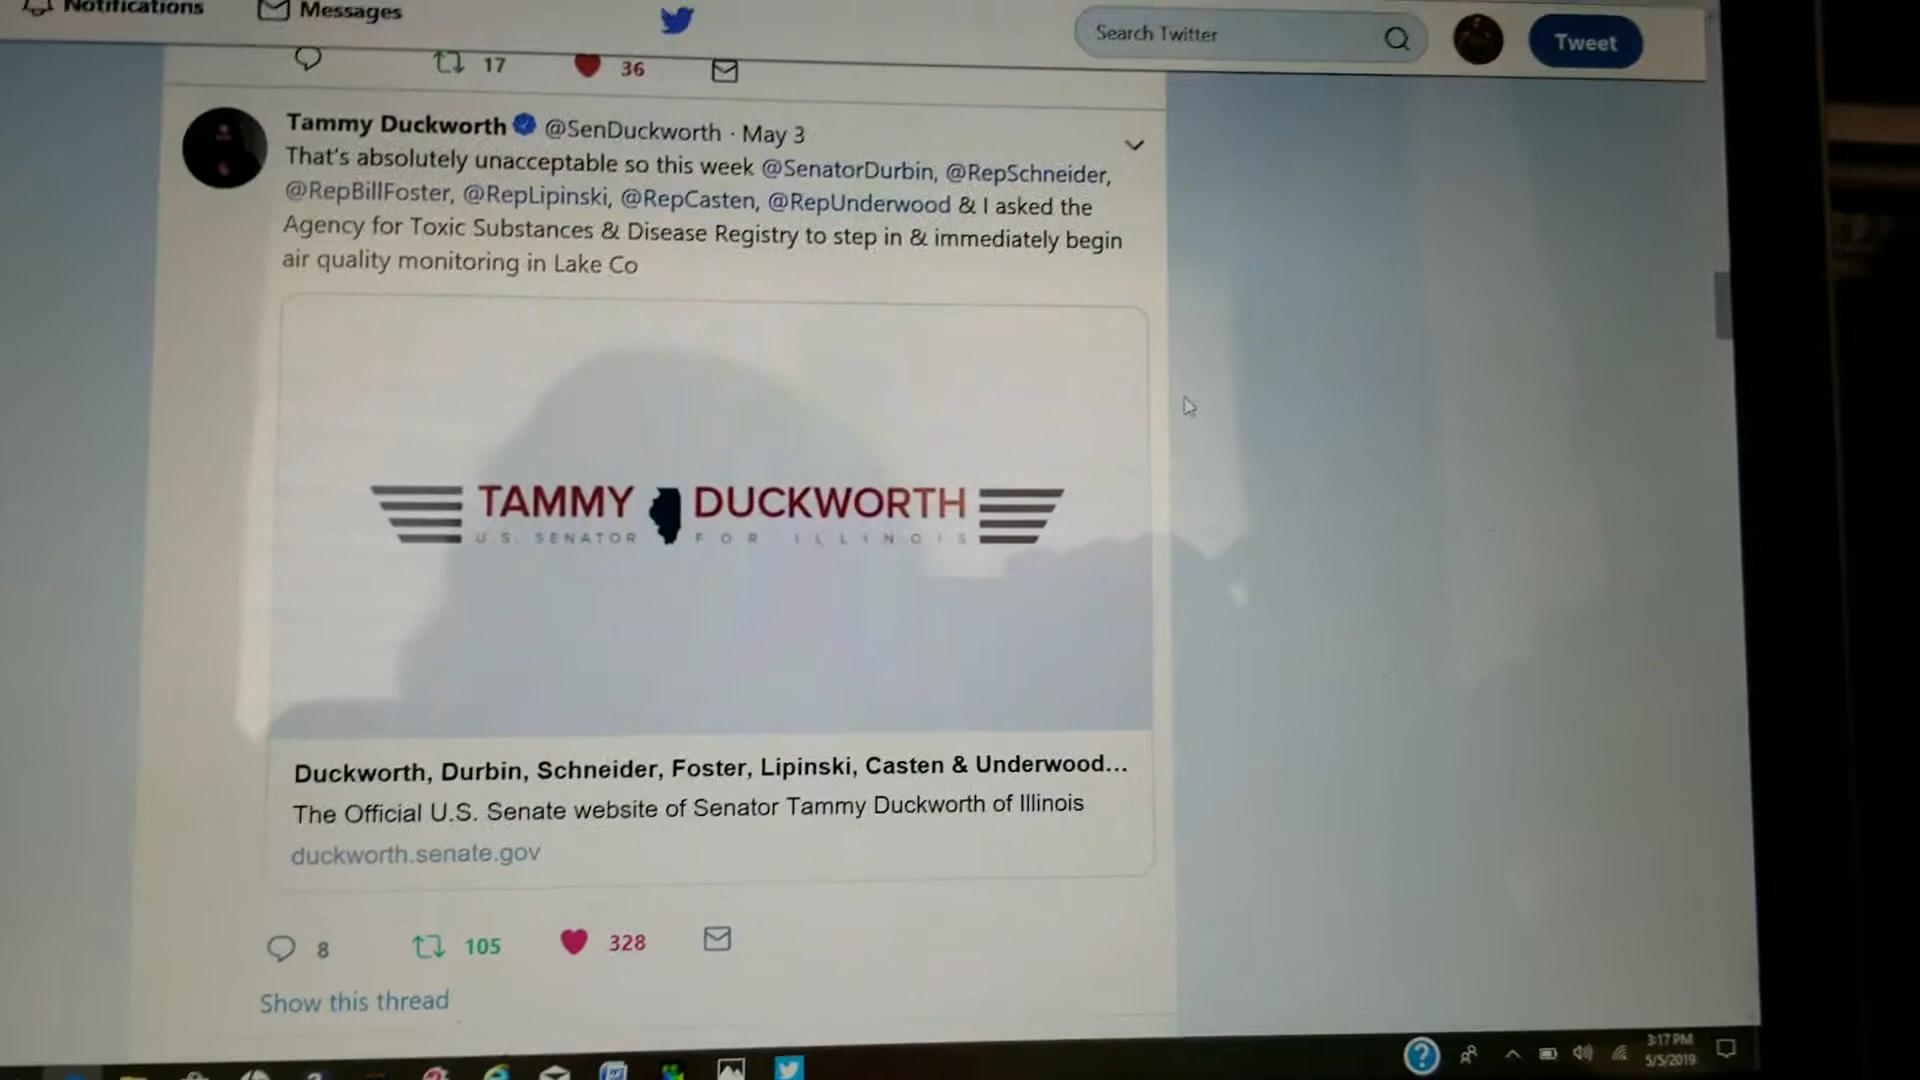 Notifications Messages Search Twitter Tweet
17 36
Tammy Duckworth @SenDuckworth · May 3
That's absolutely unacceptable so this week @SenatorDurbin, @RepSchneider,
@RepBillFoster, @RepLipinski, @RepCasten, @RepUnderwood & I asked the
Agency for Toxic Substances & Disease Registry to step in & immediately begin
air quality monitoring in Lake Co
TAMMY DUCKWORTH
U.S. SENATOR FOR ILLINOIS
Duckworth, Durbin, Schneider, Foster, Lipinski, Casten & Underwood...
The Official U.S. Senate website of Senator Tammy Duckworth of Illinois
duckworth.senate.gov
8 105 328
Show this thread
3:17 PM
5/5/2019